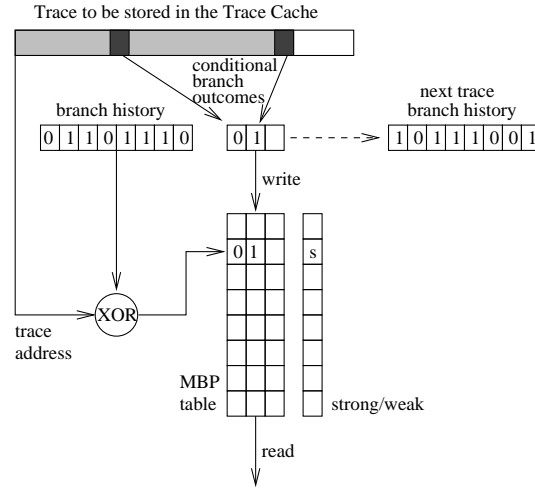 Trace to be stored in the Trace Cache
conditional
branch
outcomes
next trace
branch history
branch history
0 1 1 0 1 1 1 0
0 1
1 0 1 1 1 0 0 1
write
0 1
s
XOR
trace
address
MBP
table
strong/weak
read